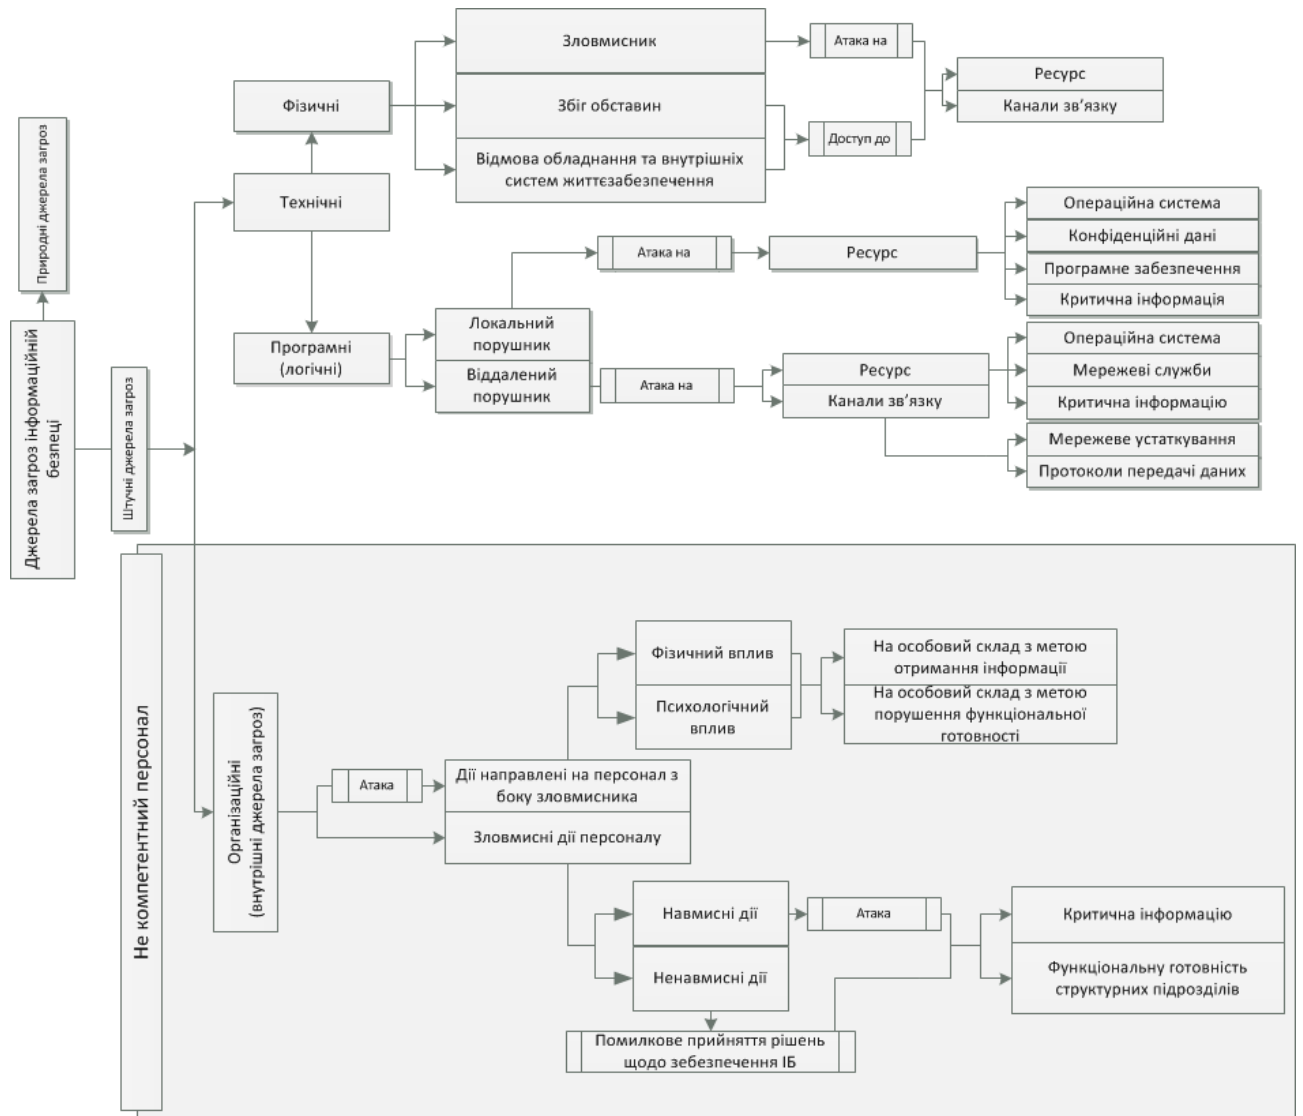 Джерела загроз інформаційній
безпеці
Природні джерела загроз
Штучні джерела загроз
Технічні
Фізичні
Зловмисник
Збіг обставин
Відмова обладнання та внутрішніх
систем життєзабезпечення
Атака на
Доступ до
Ресурс
Канали зв’язку
Програмні
(логічні)
Локальний
порушник
Віддалений
порушник
Атака на
Ресурс
Операційна система
Конфіденційні дані
Програмне забезпечення
Критична інформація
Атака на
Ресурс
Канали зв’язку
Операційна система
Мережеві служби
Критична інформацію
Мережеве устаткування
Протоколи передачі даних
Не компетентний персонал
Організаційні
(внутрішні джерела загроз)
Атака
Дії направлені на персонал з
боку зловмисника
Зловмисні дії персоналу
Фізичний вплив
Психологічний
вплив
На особовий склад з метою
отримання інформації
На особовий склад з метою
порушення функціональної
готовності
Навмисні дії
Ненавмисні дії
Атака
Помилкове прийняття рішень
щодо зебезпечення ІБ
Критична інформацію
Функціональну готовність
структурних підрозділів